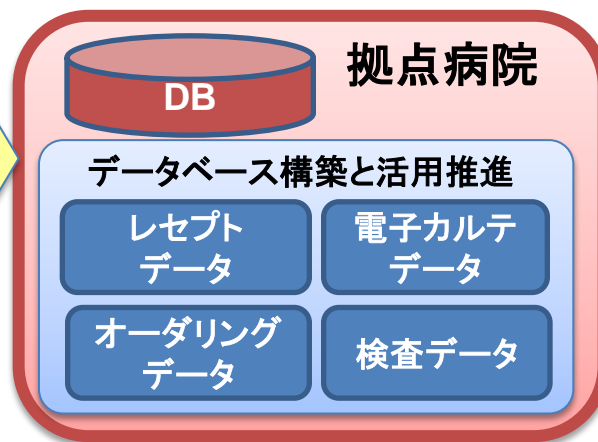 拠点病院
DB
データベース構築と活用推進
レセプト
データ
電子カルテ
データ
オーダリング
データ
検査データ